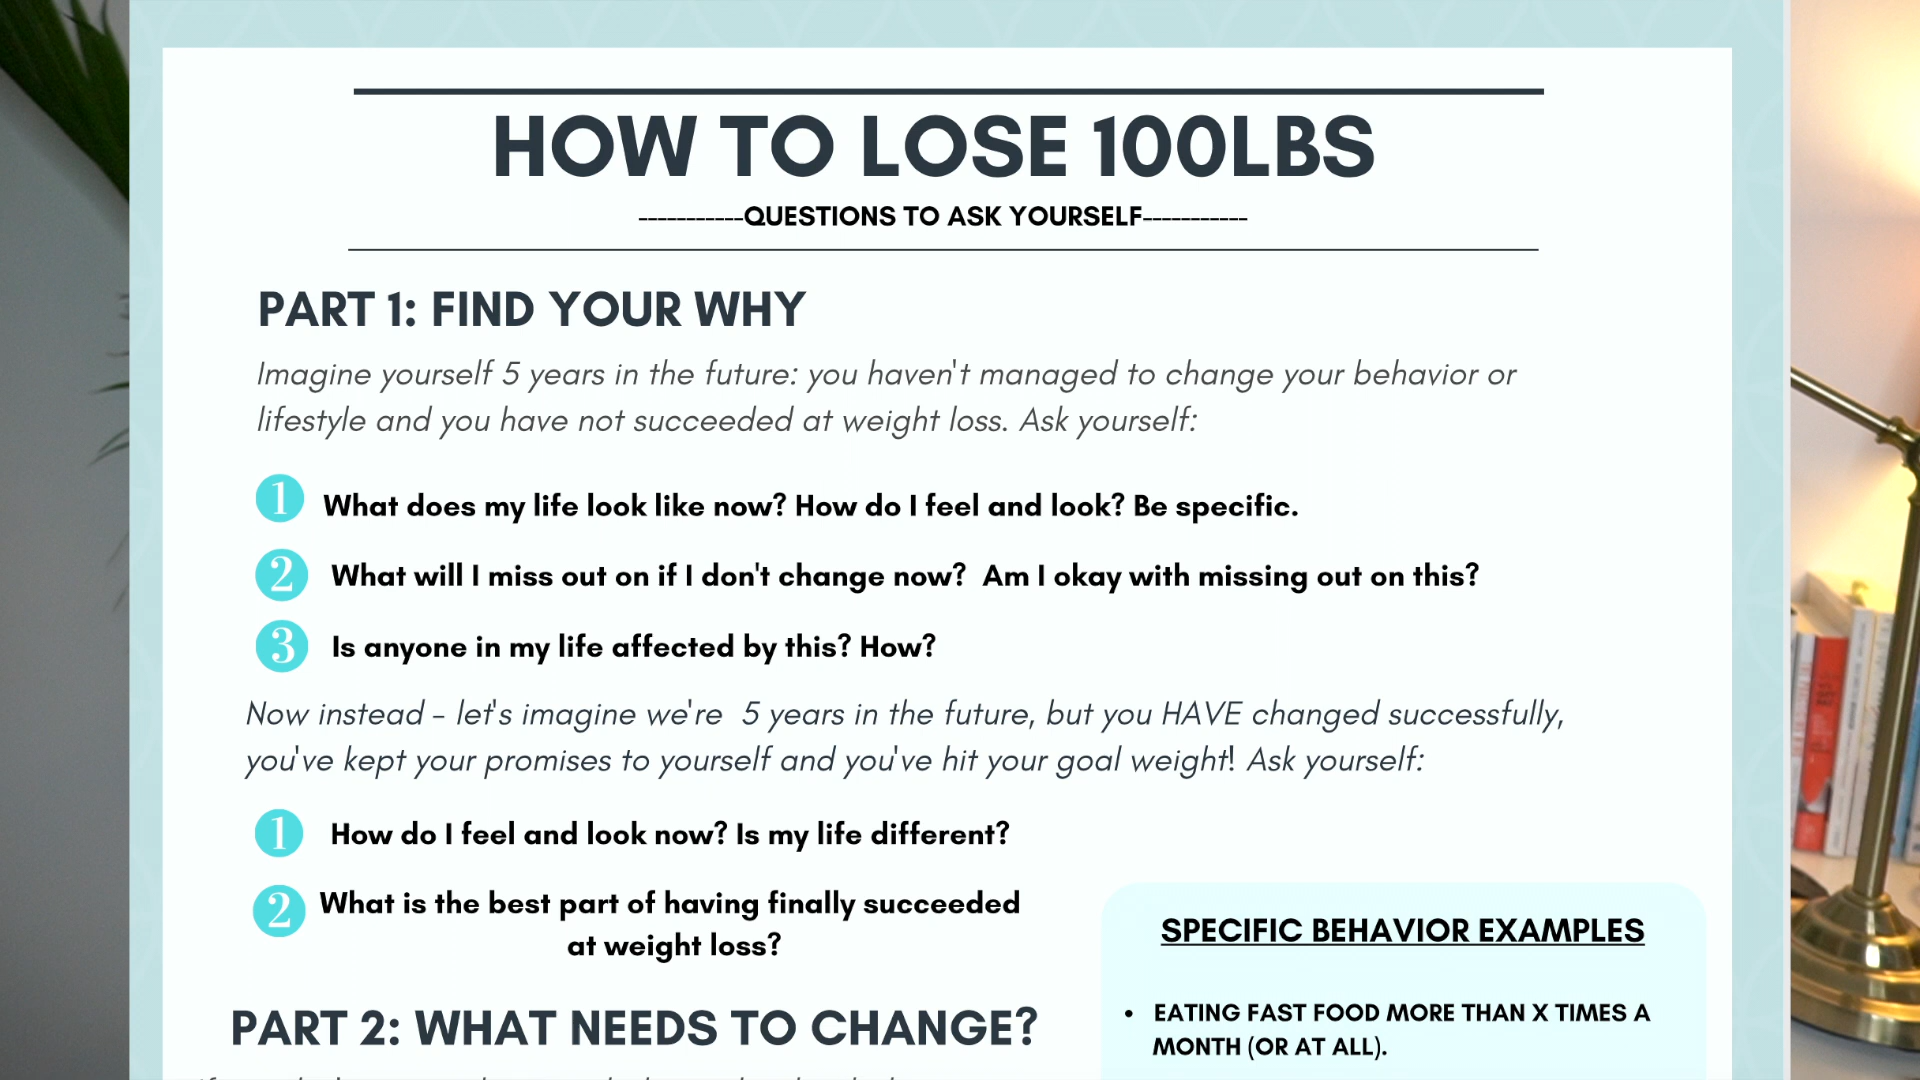 HOW TO LOSE 100LBS
-----------QUESTIONS TO ASK YOURSELF-----------
PART 1: FIND YOUR WHY
Imagine yourself 5 years in the future: you haven't managed to change your behavior or
lifestyle and you have not succeeded at weight loss. Ask yourself:
1 What does my life look like now? How do I feel and look? Be specific.
2 What will I miss out on if I don't change now? Am I okay with missing out on this?
3 Is anyone in my life affected by this? How?
Now instead - let's imagine we're 5 years in the future, but you HAVE changed successfully,
you've kept your promises to yourself and you've hit your goal weight! Ask yourself:
1 How do I feel and look now? Is my life different?
2 What is the best part of having finally succeeded
at weight loss?
PART 2: WHAT NEEDS TO CHANGE?
SPECIFIC BEHAVIOR EXAMPLES
• EATING FAST FOOD MORE THAN X TIMES A
MONTH (OR AT ALL).